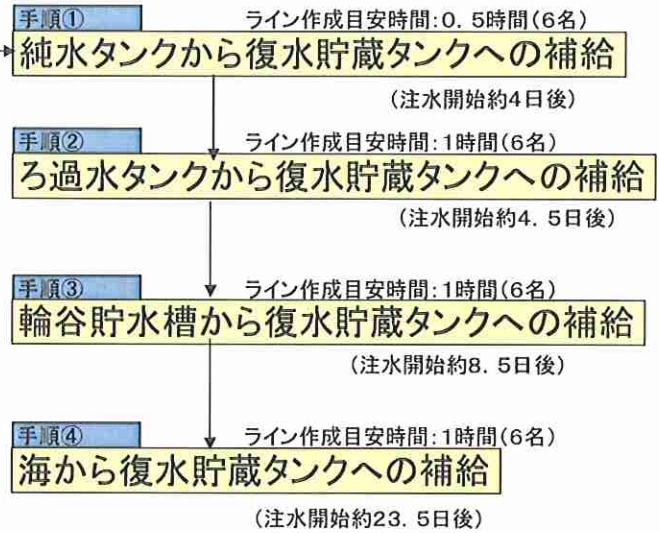 手順① ライン作成目安時間:0.5時間(6名)
純水タンクから復水貯蔵タンクへの補給
(注水開始約4日後)
手順② ライン作成目安時間:1時間(6名)
ろ過水タンクから復水貯蔵タンクへの補給
(注水開始約4.5日後)
手順③ ライン作成目安時間:1時間(6名)
輪谷貯水槽から復水貯蔵タンクへの補給
(注水開始約8.5日後)
手順④ ライン作成目安時間:1時間(6名)
海から復水貯蔵タンクへの補給
(注水開始約23.5日後)